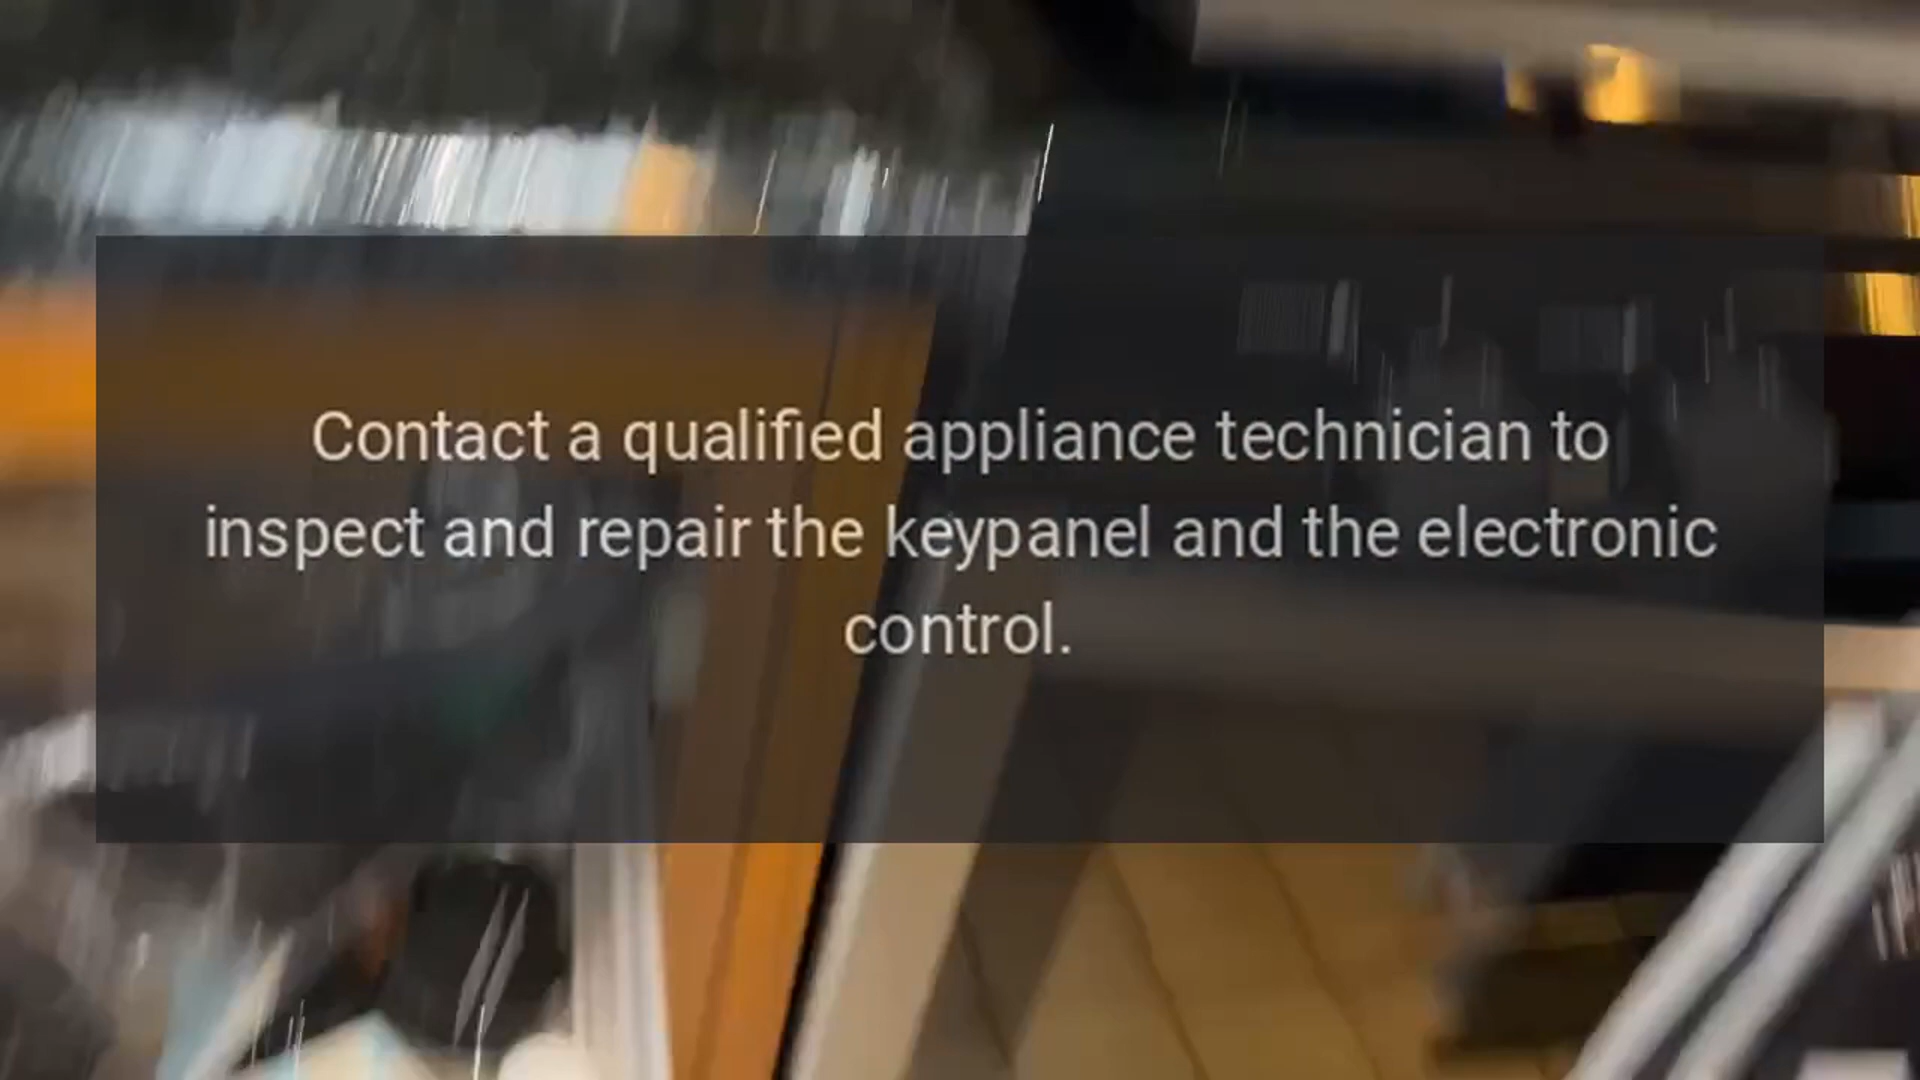 Contact a qualified appliance technician to
inspect and repair the keypanel and the electronic
control.